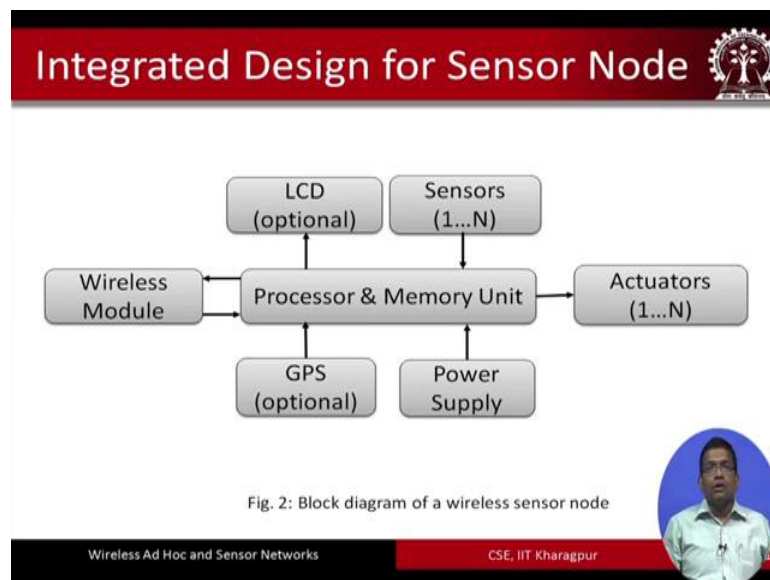 Integrated Design for Sensor Node
LCD
(optional)
Sensors
(1...N)
Wireless
Module
Processor & Memory Unit
Actuators
(1...N)
GPS
(optional)
Power
Supply
Fig. 2: Block diagram of a wireless sensor node
Wireless Ad Hoc and Sensor Networks
CSE, IIT Kharagpur